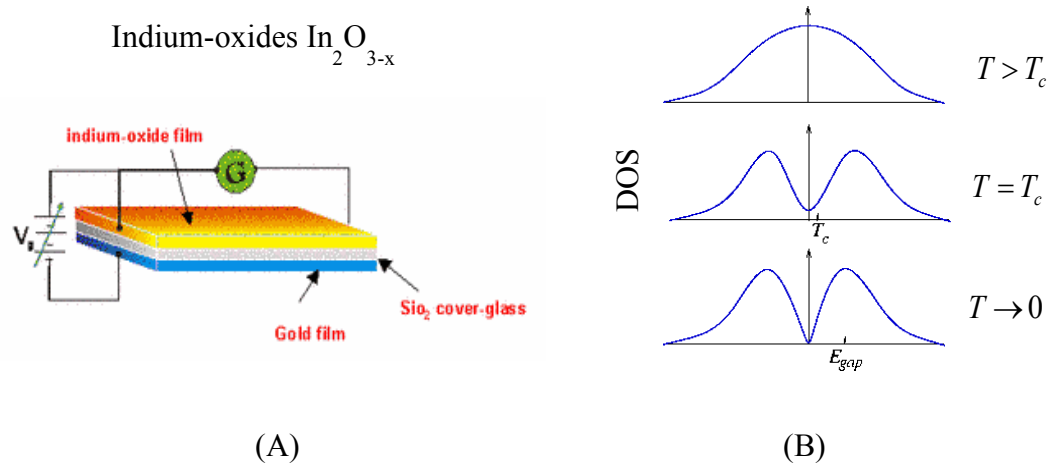 Indium-oxides In₂O₃₋ₓ
indium-oxide film
G
Vg
Sio₂ cover-glass
Gold film
(A)
DOS
T > Tc
T = Tc
Tc
T → 0
Egap
(B)